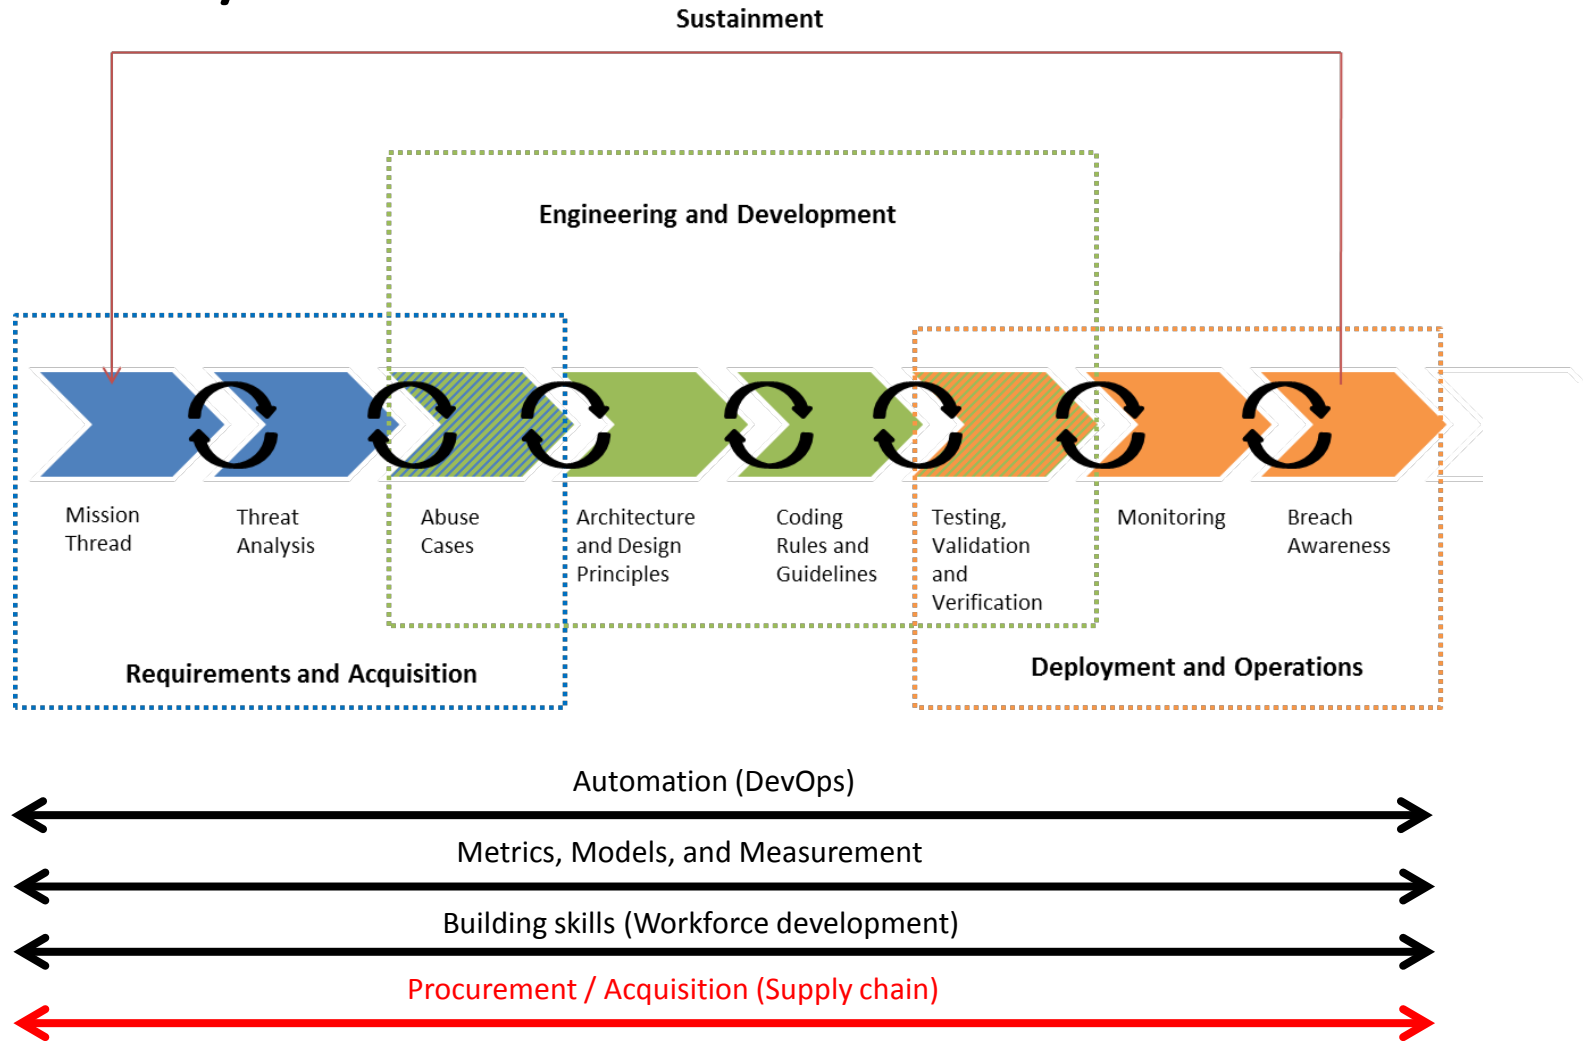 Sustainment
Engineering and Development
Mission
Thread
Threat
Analysis
Abuse
Cases
Architecture
and Design
Principles
Coding
Rules and
Guidelines
Testing,
Validation
and
Verification
Monitoring
Breach
Awareness
Requirements and Acquisition
Deployment and Operations
Automation (DevOps)
Metrics, Models, and Measurement
Building skills (Workforce development)
Procurement / Acquisition (Supply chain)